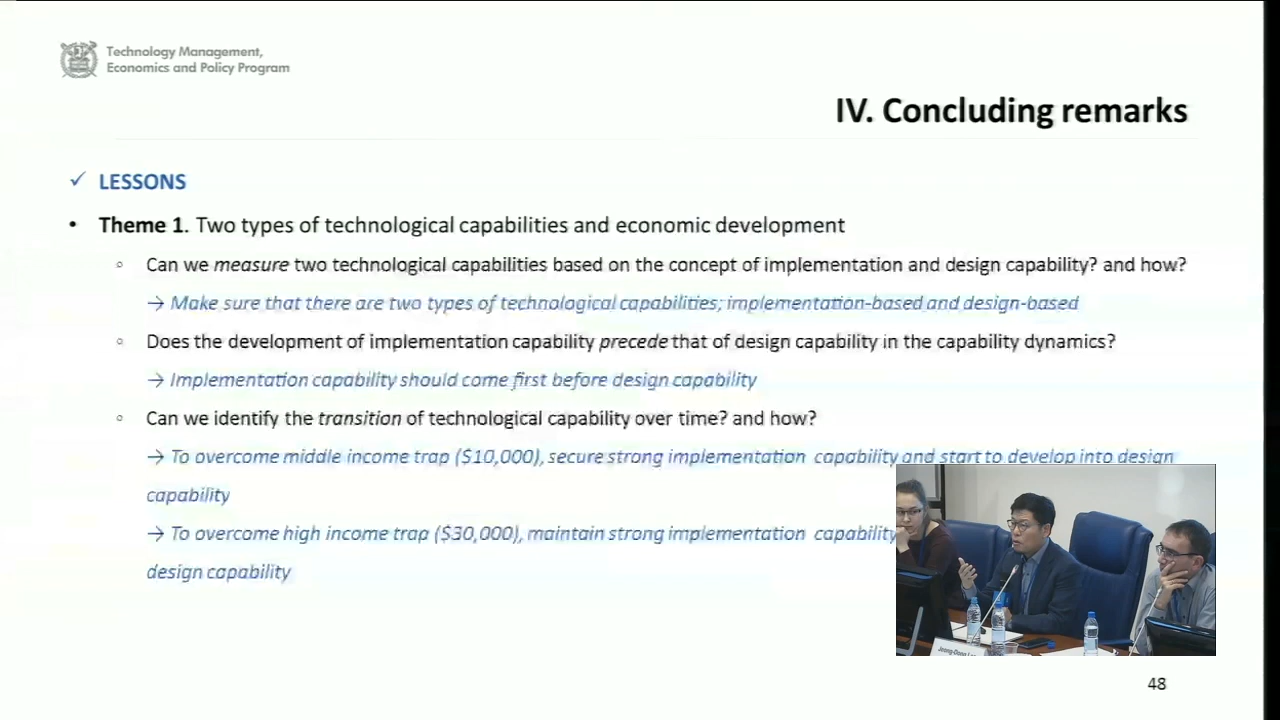 Technology Management,
Economics and Policy Program
IV. Concluding remarks
✓ LESSONS
• Theme 1. Two types of technological capabilities and economic development
◦ Can we measure two technological capabilities based on the concept of implementation and design capability? and how?
→ Make sure that there are two types of technological capabilities; implementation-based and design-based
◦ Does the development of implementation capability precede that of design capability in the capability dynamics?
→ Implementation capability should come first before design capability
◦ Can we identify the transition of technological capability over time? and how?
→ To overcome middle income trap ($10,000), secure strong implementation capability and start to develop into design
capability
→ To overcome high income trap ($30,000), maintain strong implementation capability
design capability
Jeong-Dong
48